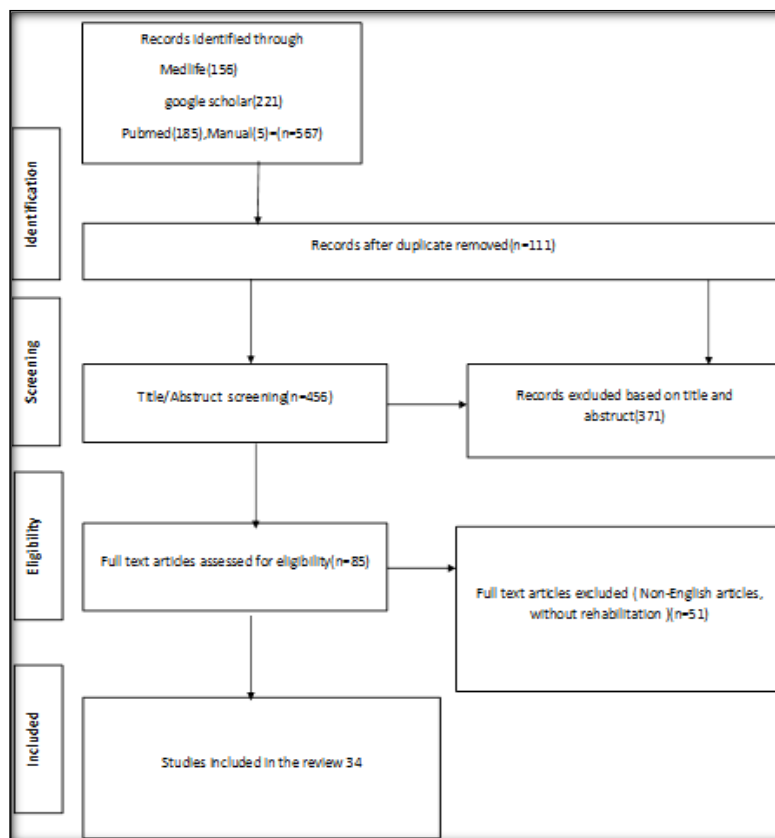 Records identified through
Medlife(156)
google scholar(221)
Pubmed(185),Manual(5)=(n=567)
Identification
Records after duplicate removed(n=111)
Screening
Title/Abstruct screening(n=456)
Records excluded based on title and
abstruct(371)
Eligibility
Full text articles assessed for eligibility(n=85)
Full text articles excluded ( Non-English articles,
without rehabilitation )(n=51)
Included
Studies included in the review 34